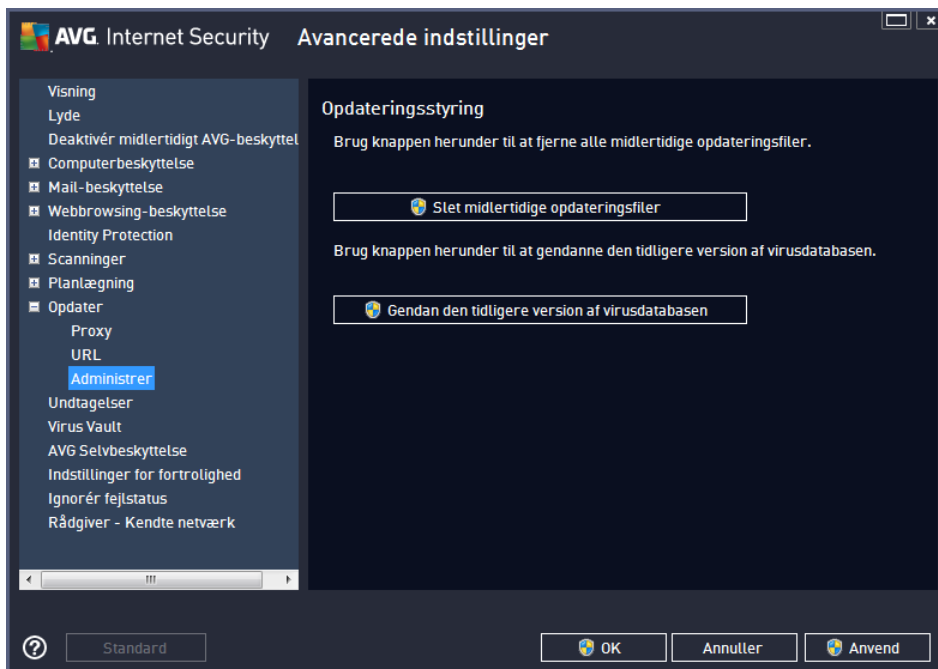 AVG. Internet Security Avancerede indstillinger
Visning
Lyde
Deaktivér midlertidigt AVG-beskyttel
Computerbeskyttelse
Mail-beskyttelse
Webbrowsing-beskyttelse
Identity Protection
Scanninger
Planlægning
Opdater
Proxy
URL
Administrer
Undtagelser
Virus Vault
AVG Selvbeskyttelse
Indstillinger for fortrolighed
Ignorér fejlstatus
Rådgiver - Kendte netværk
Opdateringsstyring
Brug knappen herunder til at fjerne alle midlertidige opdateringsfiler.
Slet midlertidige opdateringsfiler
Brug knappen herunder til at gendanne den tidligere version af virusdatabasen.
Gendan den tidligere version af virusdatabasen
? Standard OK Annuller Anvend